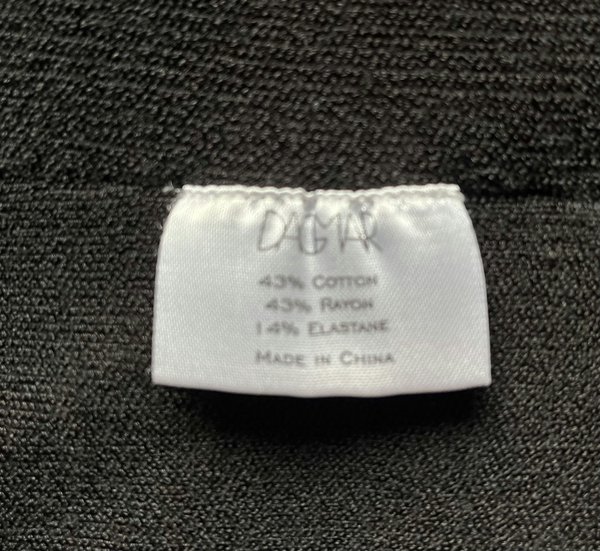 DAGMAR
43% COTTON
43% RAYON
14% ELASTANE
MADE IN CHINA